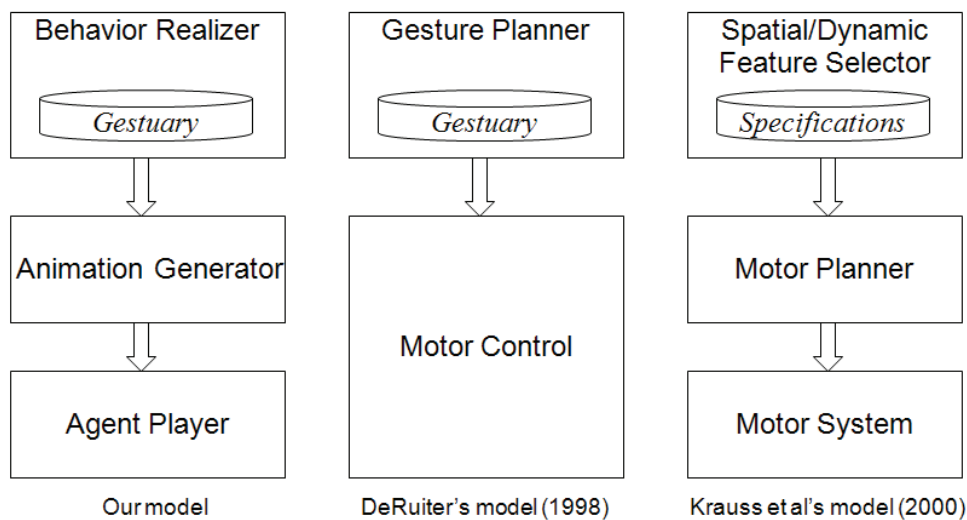 Behavior Realizer
Gestuary
Animation Generator
Agent Player
Our model
Gesture Planner
Gestuary
Motor Control
DeRuiter's model (1998)
Spatial/Dynamic
Feature Selector
Specifications
Motor Planner
Motor System
Krauss et al's model (2000)